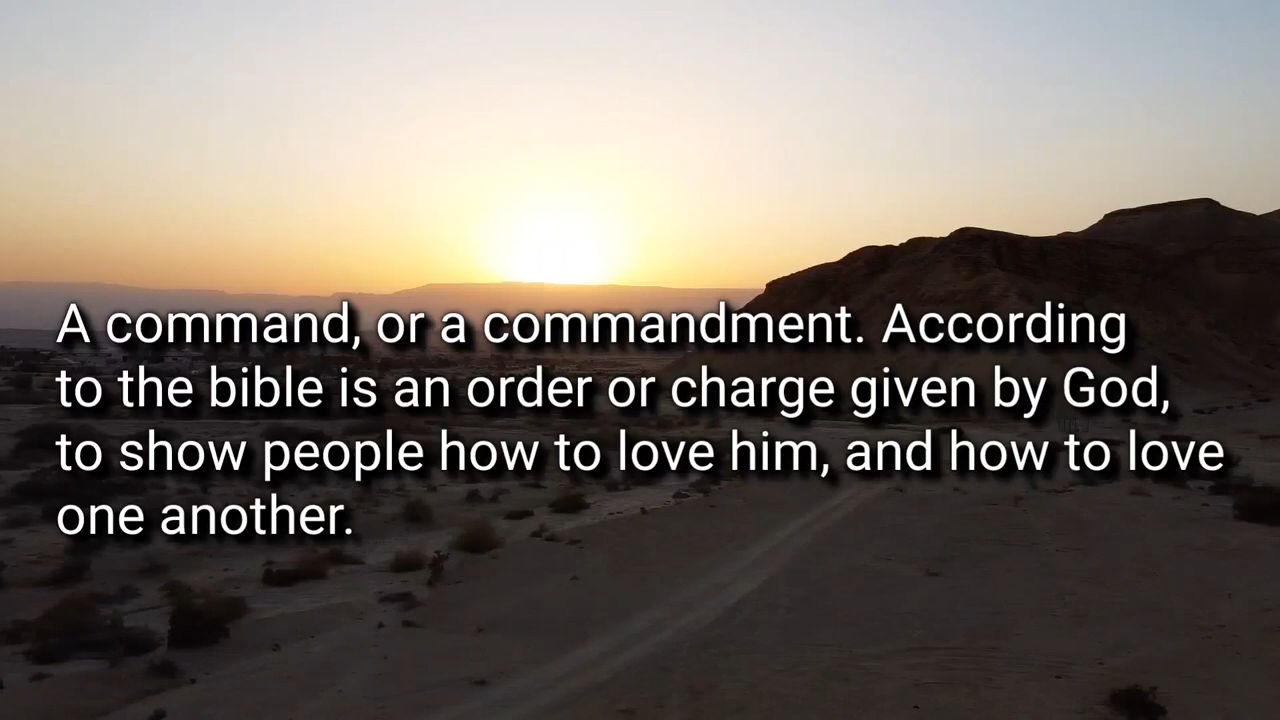 A command, or a commandment. According
to the bible is an order or charge given by God,
to show people how to love him, and how to love
one another.